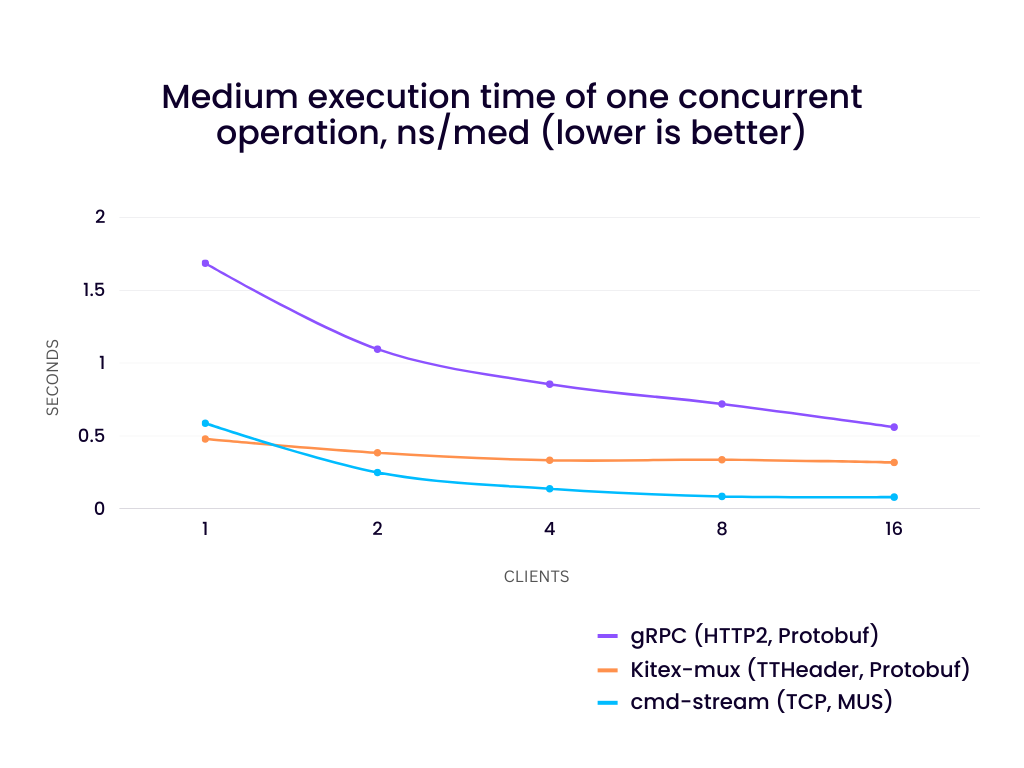 Medium execution time of one concurrent
operation, ns/med (lower is better)
2
1.5
1
0.5
0
SECONDS
1 2 4 8 16
CLIENTS
gRPC (HTTP2, Protobuf)
Kitex-mux (TTHeader, Protobuf)
cmd-stream (TCP, MUS)